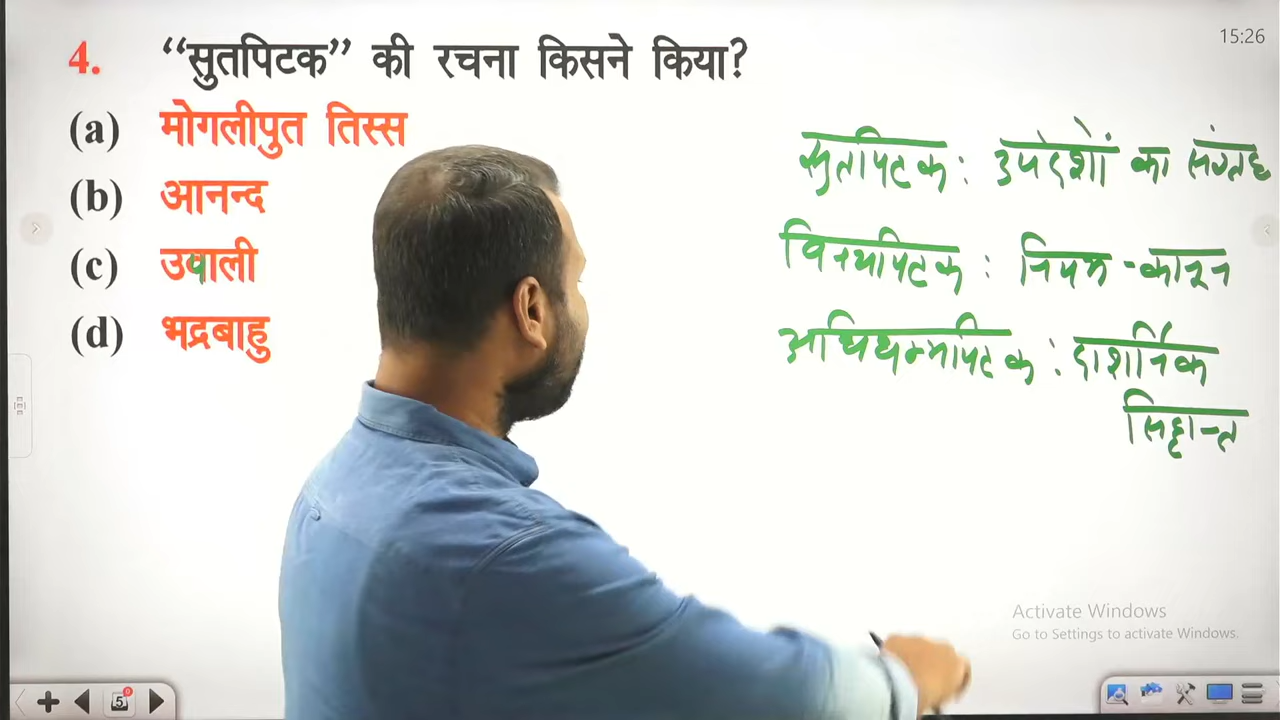 15:26
4. “सुतपिटक” की रचना किसने किया?
(a) मोगलीपुत तिस्स
(b) आनन्द
(c) उपाली
(d) भद्रबाहु
सुतपिटक : उपदेशों का संग्रह
विनयपिटक : नियम-कानून
अभिधम्मपिटक : दार्शनिक
सिद्धान्त
Activate Windows
Go to Settings to activate Windows.
5